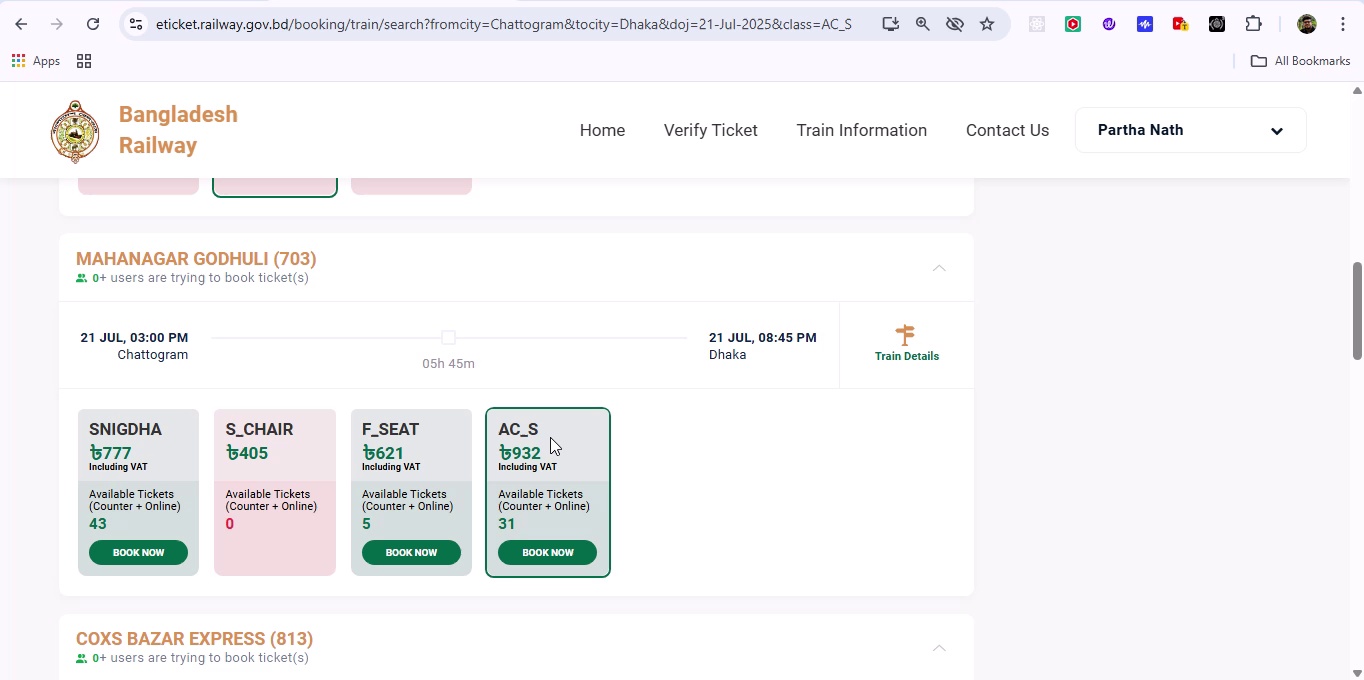 eticket.railway.gov.bd/booking/train/search?fromcity=Chattogram&tocity=Dhaka&doj=21-Jul-2025&class=AC_S
Apps
All Bookmarks
Bangladesh
Railway
Home
Verify Ticket
Train Information
Contact Us
Partha Nath
MAHANAGAR GODHULI (703)
0+ users are trying to book ticket(s)
21 JUL, 03:00 PM
Chattogram
05h 45m
21 JUL, 08:45 PM
Dhaka
Train Details
SNIGDHA
৳777
Including VAT
Available Tickets
(Counter + Online)
43
BOOK NOW
S_CHAIR
৳405
Available Tickets
(Counter + Online)
0
F_SEAT
৳621
Including VAT
Available Tickets
(Counter + Online)
5
BOOK NOW
AC_S
৳932
Including VAT
Available Tickets
(Counter + Online)
31
BOOK NOW
COXS BAZAR EXPRESS (813)
0+ users are trying to book ticket(s)